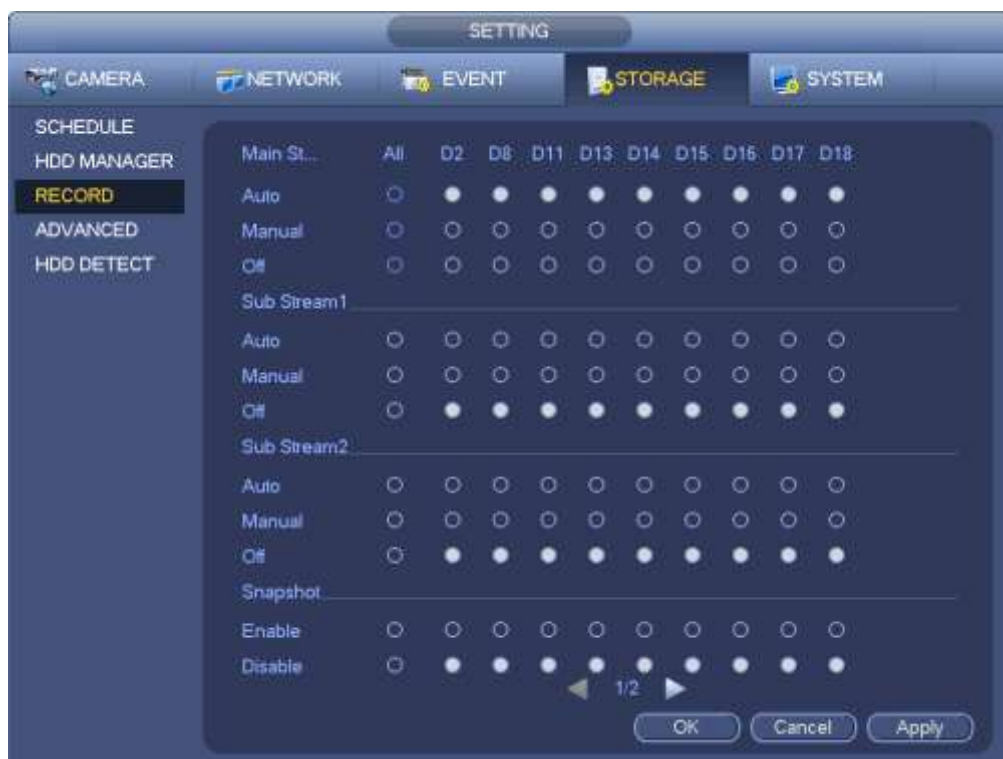 SETTING
CAMERA NETWORK EVENT STORAGE SYSTEM
SCHEDULE
HDD MANAGER
RECORD
ADVANCED
HDD DETECT
Main St... All D2 D8 D11 D13 D14 D15 D16 D17 D18
Auto
Manual
Off
Sub Stream1
Auto
Manual
Off
Sub Stream2
Auto
Manual
Off
Snapshot
Enable
Disable
1/2
OK Cancel Apply